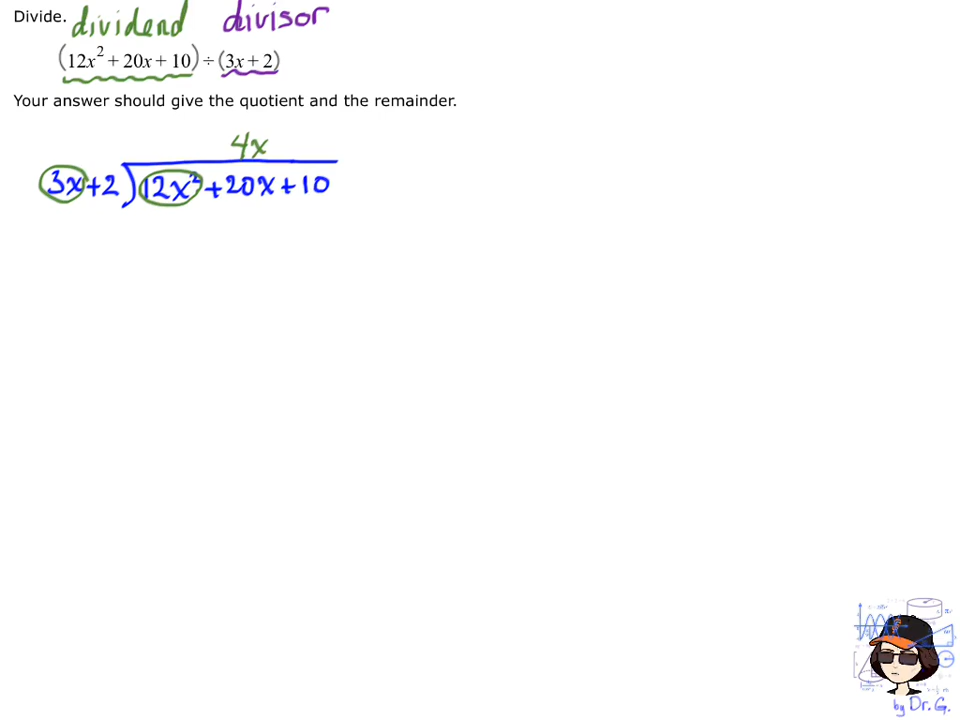 Divide. dividend divisor
(12x² + 20x + 10) ÷ (3x + 2)
Your answer should give the quotient and the remainder.
4x
3x+2)12x²+20x+10
by Dr. G.